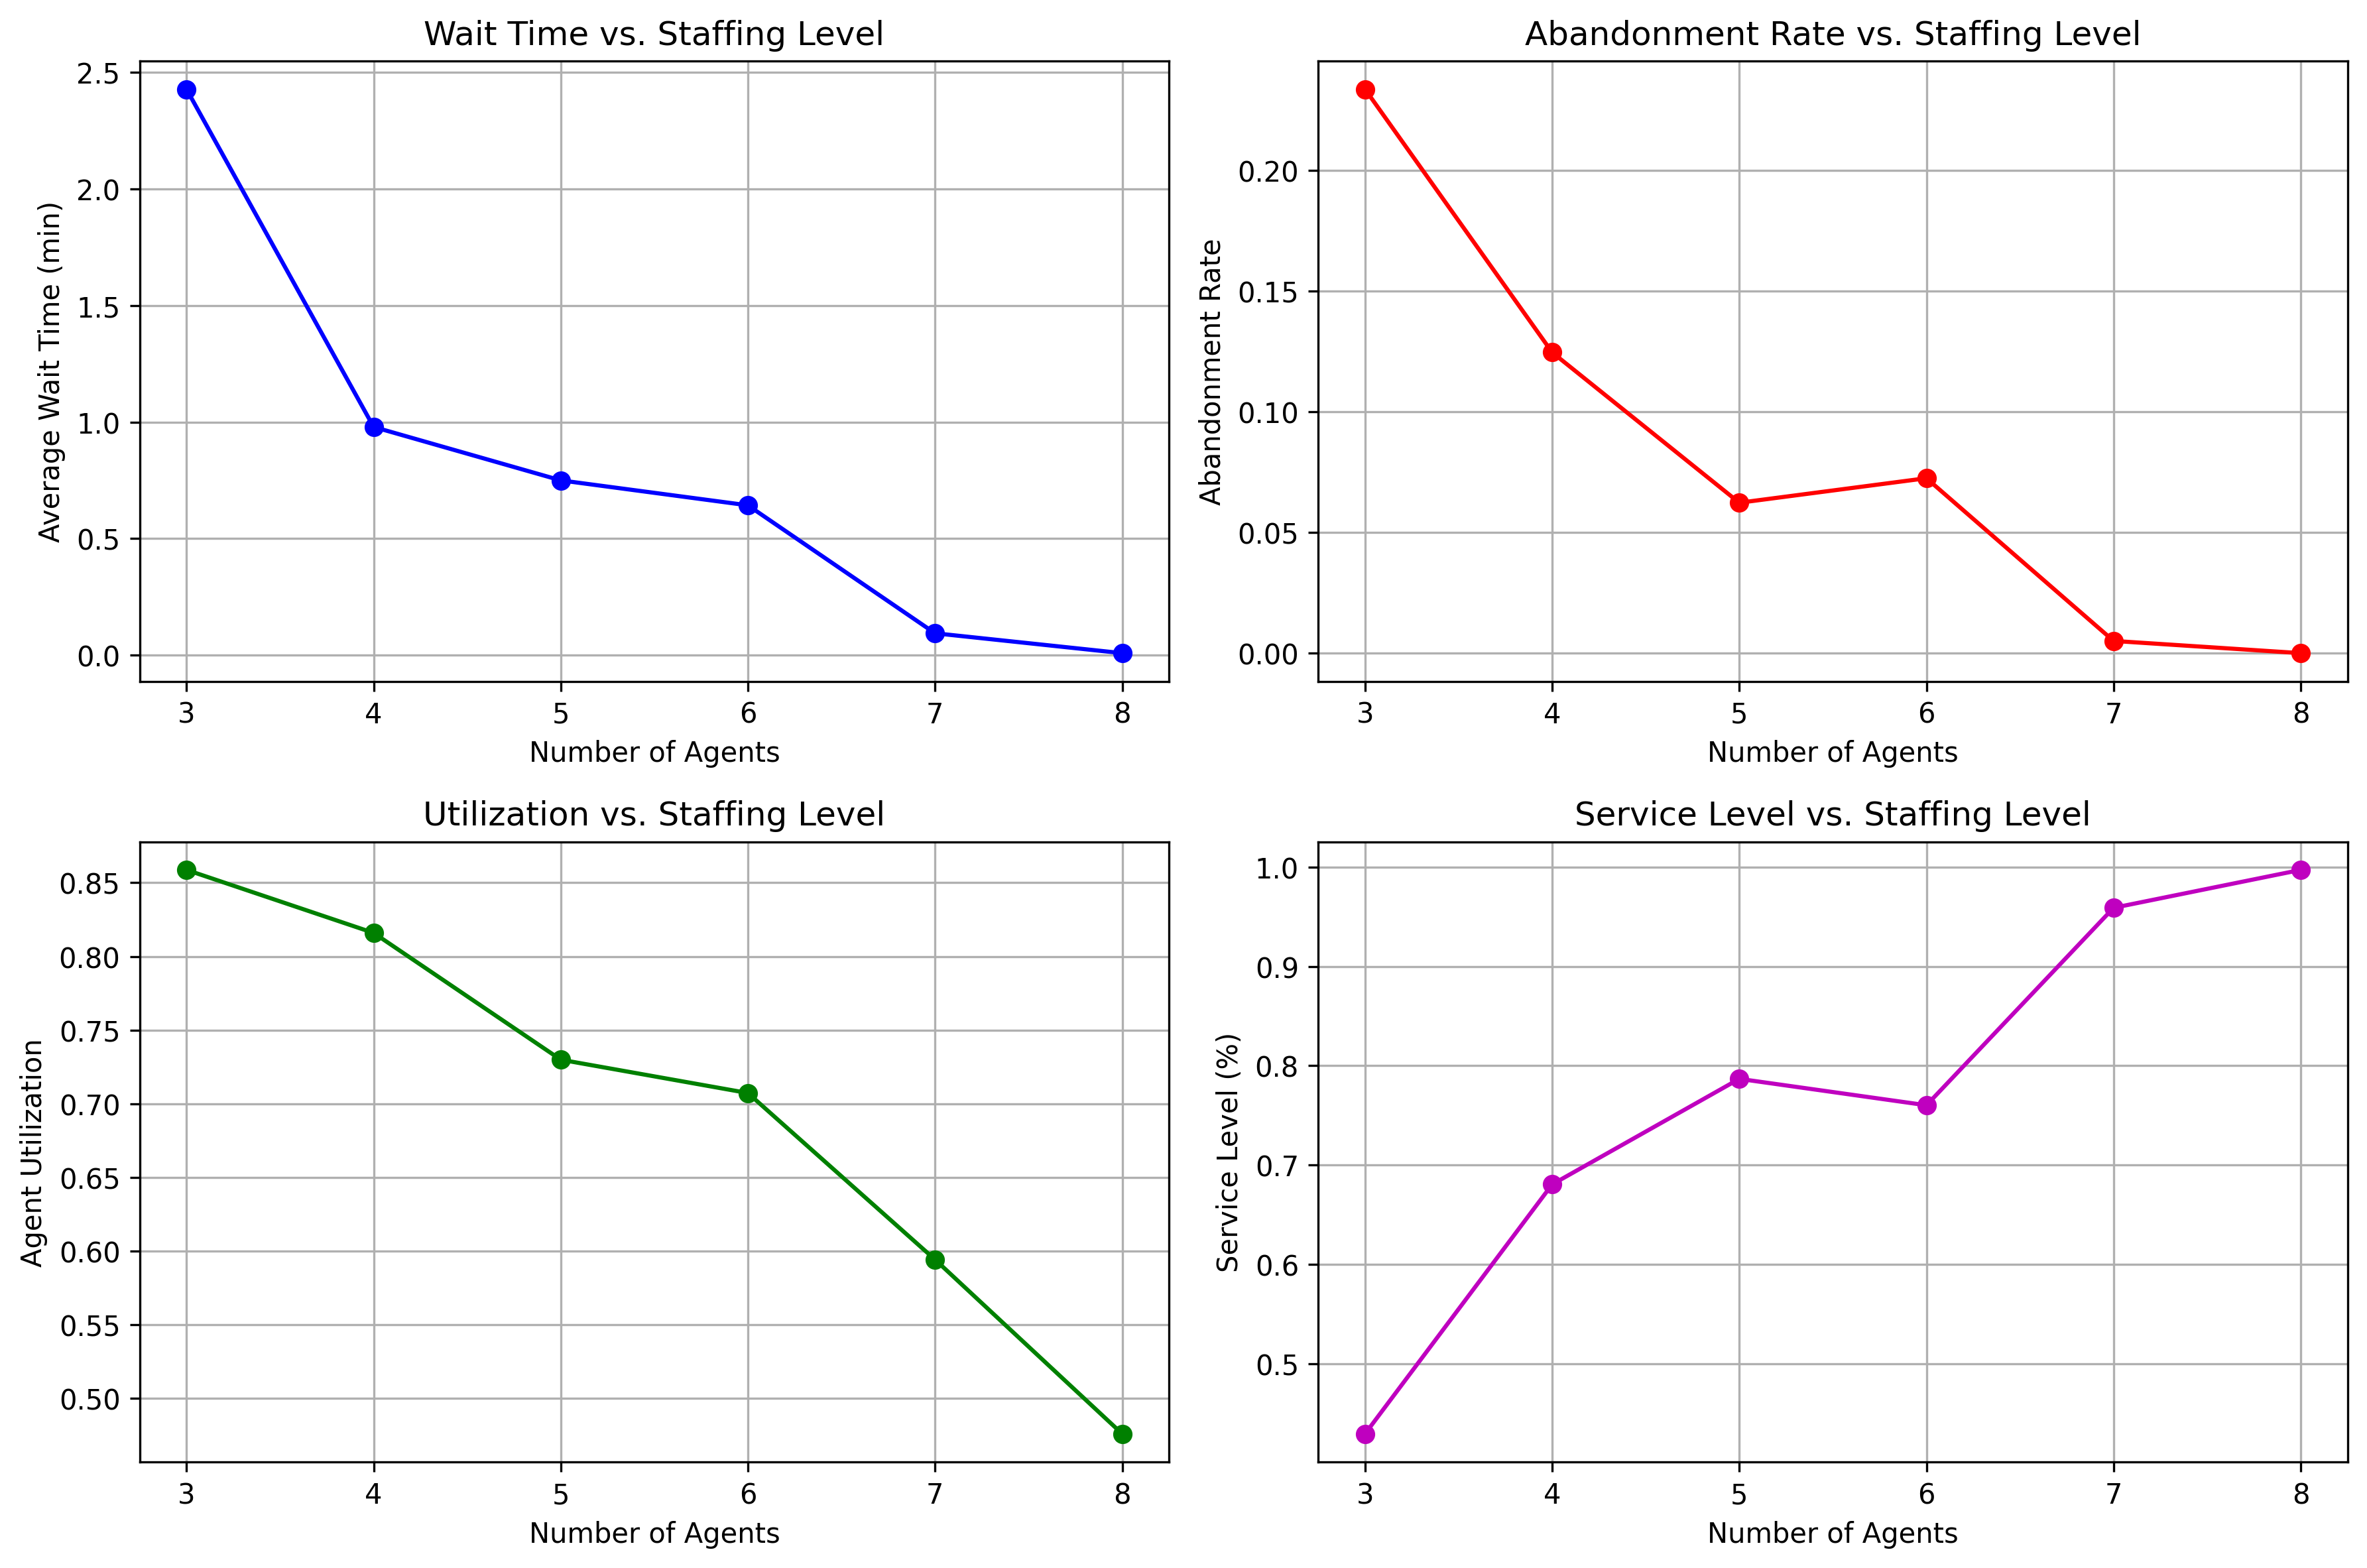 Wait Time vs. Staffing Level
Average Wait Time (min)
2.5
2.0
1.5
1.0
0.5
0.0
3 4 5 6 7 8
Number of Agents
Abandonment Rate vs. Staffing Level
Abandonment Rate
0.20
0.15
0.10
0.05
0.00
3 4 5 6 7 8
Number of Agents
Utilization vs. Staffing Level
Agent Utilization
0.85
0.80
0.75
0.70
0.65
0.60
0.55
0.50
3 4 5 6 7 8
Number of Agents
Service Level vs. Staffing Level
Service Level (%)
1.0
0.9
0.8
0.7
0.6
0.5
3 4 5 6 7 8
Number of Agents